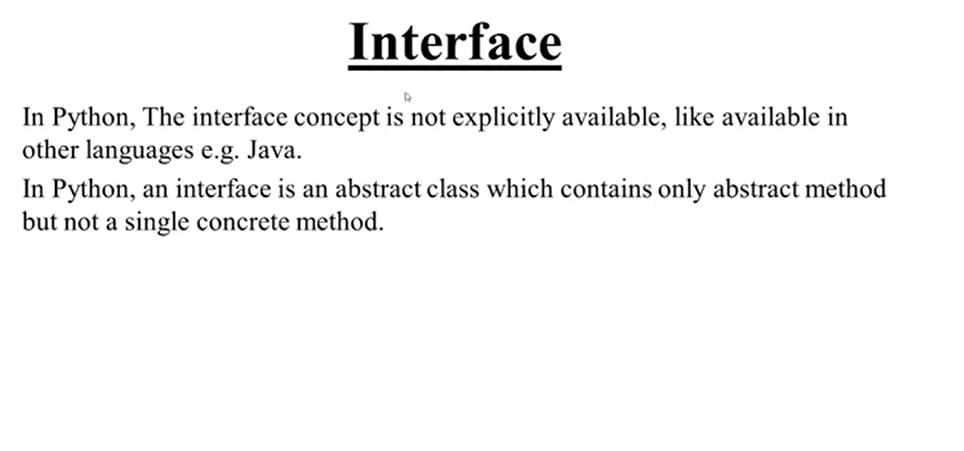 Interface
In Python, The interface concept is not explicitly available, like available in
other languages e.g. Java.
In Python, an interface is an abstract class which contains only abstract method
but not a single concrete method.